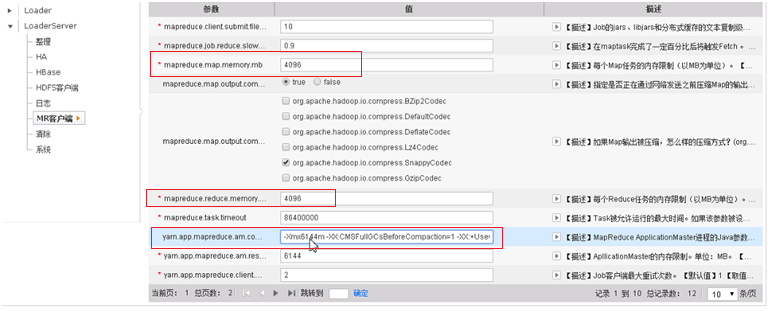 Loader
LoaderServer
整理
HA
HBase
HDFS客户端
日志
MR客户端
清除
系统
参数 值 描述
* mapreduce.client.submit.file... 10 【描述】Job的jars、libjars和分布式缓存的文本复制级...
* mapreduce.job.reduce.slow... 0.9 【描述】在maptask完成了一定百分比后将触发Fetch。
* mapreduce.map.memory.mb 4096 【描述】每个Map任务的内存限制（以MB为单位）。【...
mapreduce.map.output.com... true false 【描述】指定是否正在通过网络发送之前压缩Map的输出...
mapreduce.map.output.com... 【描述】如果Map输出被压缩，怎么样的压缩方式？(org....
org.apache.hadoop.io.compress.BZip2Codec
org.apache.hadoop.io.compress.DefaultCodec
org.apache.hadoop.io.compress.DeflateCodec
org.apache.hadoop.io.compress.Lz4Codec
org.apache.hadoop.io.compress.SnappyCodec
org.apache.hadoop.io.compress.GzipCodec
* mapreduce.reduce.memory.... 4096 【描述】每个Reduce任务的内存限制（以MB为单位）。...
* mapreduce.task.timeout 86400000 【描述】Task被允许运行的最大时间。如果该参数被设...
yarn.app.mapreduce.am.co... -Xmx6144m -XX:CMSFullGCsBeforeCompaction=1 -XX:+Use 【描述】MapReduce ApplicationMaster进程的Java参数...
* yarn.app.mapreduce.am.res... 6144 【描述】ApllicationMaster的内存限制。单位：MB。【...
* yarn.app.mapreduce.client.... 2 【描述】Job客户端最大重试次数。【默认值】1【取值...
当前页： 1 总页数： 2 跳转到 确定 记录 1 到 10 总记录数： 12 10 条/页